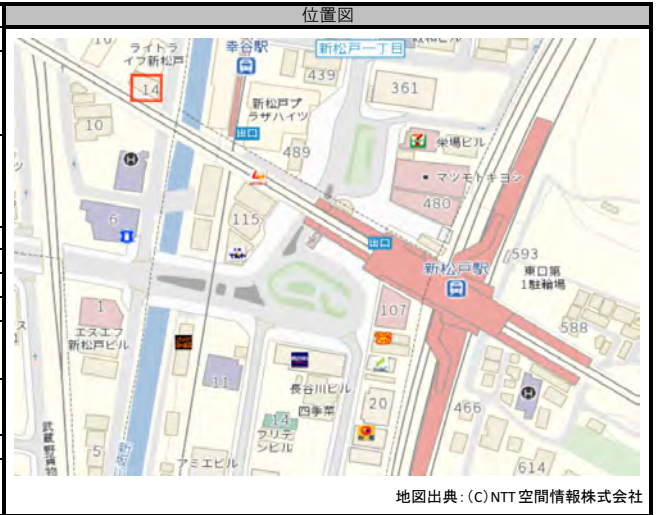 位置図
ライトラ
イフ新松戸
14
幸谷駅
新松戸一丁目
439
361
新松戸プ
ラザハイツ
10
出口
489
栄場ビル
マツモトキヨシ
480
6
115
出口
新松戸駅
593
東口第
1駐輪場
107
588
1
エスエフ
新松戸ビル
11
長谷川ビル
四季菜
20
14
プリテ
ンビル
466
武蔵野貨物
5
新坂川
アミエビル
614
地図出典:(C)NTT空間情報株式会社